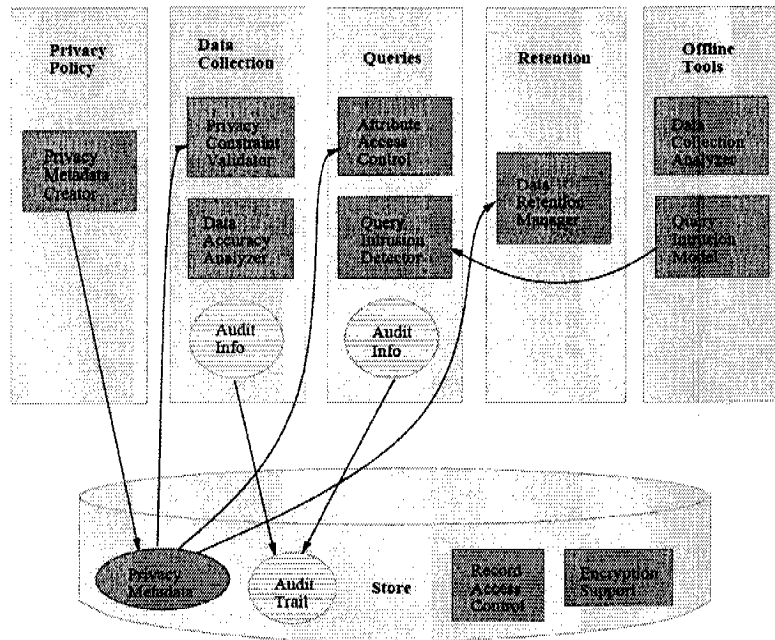 Privacy
Policy
Data
Collection
Queries
Retention
Offline
Tools
Privacy
Metadata
Creator
Privacy
Constraint
Validator
Data
Accuracy
Analyzer
Audit
Info
Attribute
Access
Control
Query
Intrusion
Detector
Audit
Info
Data
Retention
Manager
Data
Collection
Analyzer
Query
Intrusion
Model
Privacy
Metadata
Audit
Trail
Store
Record
Access
Control
Encryption
Support